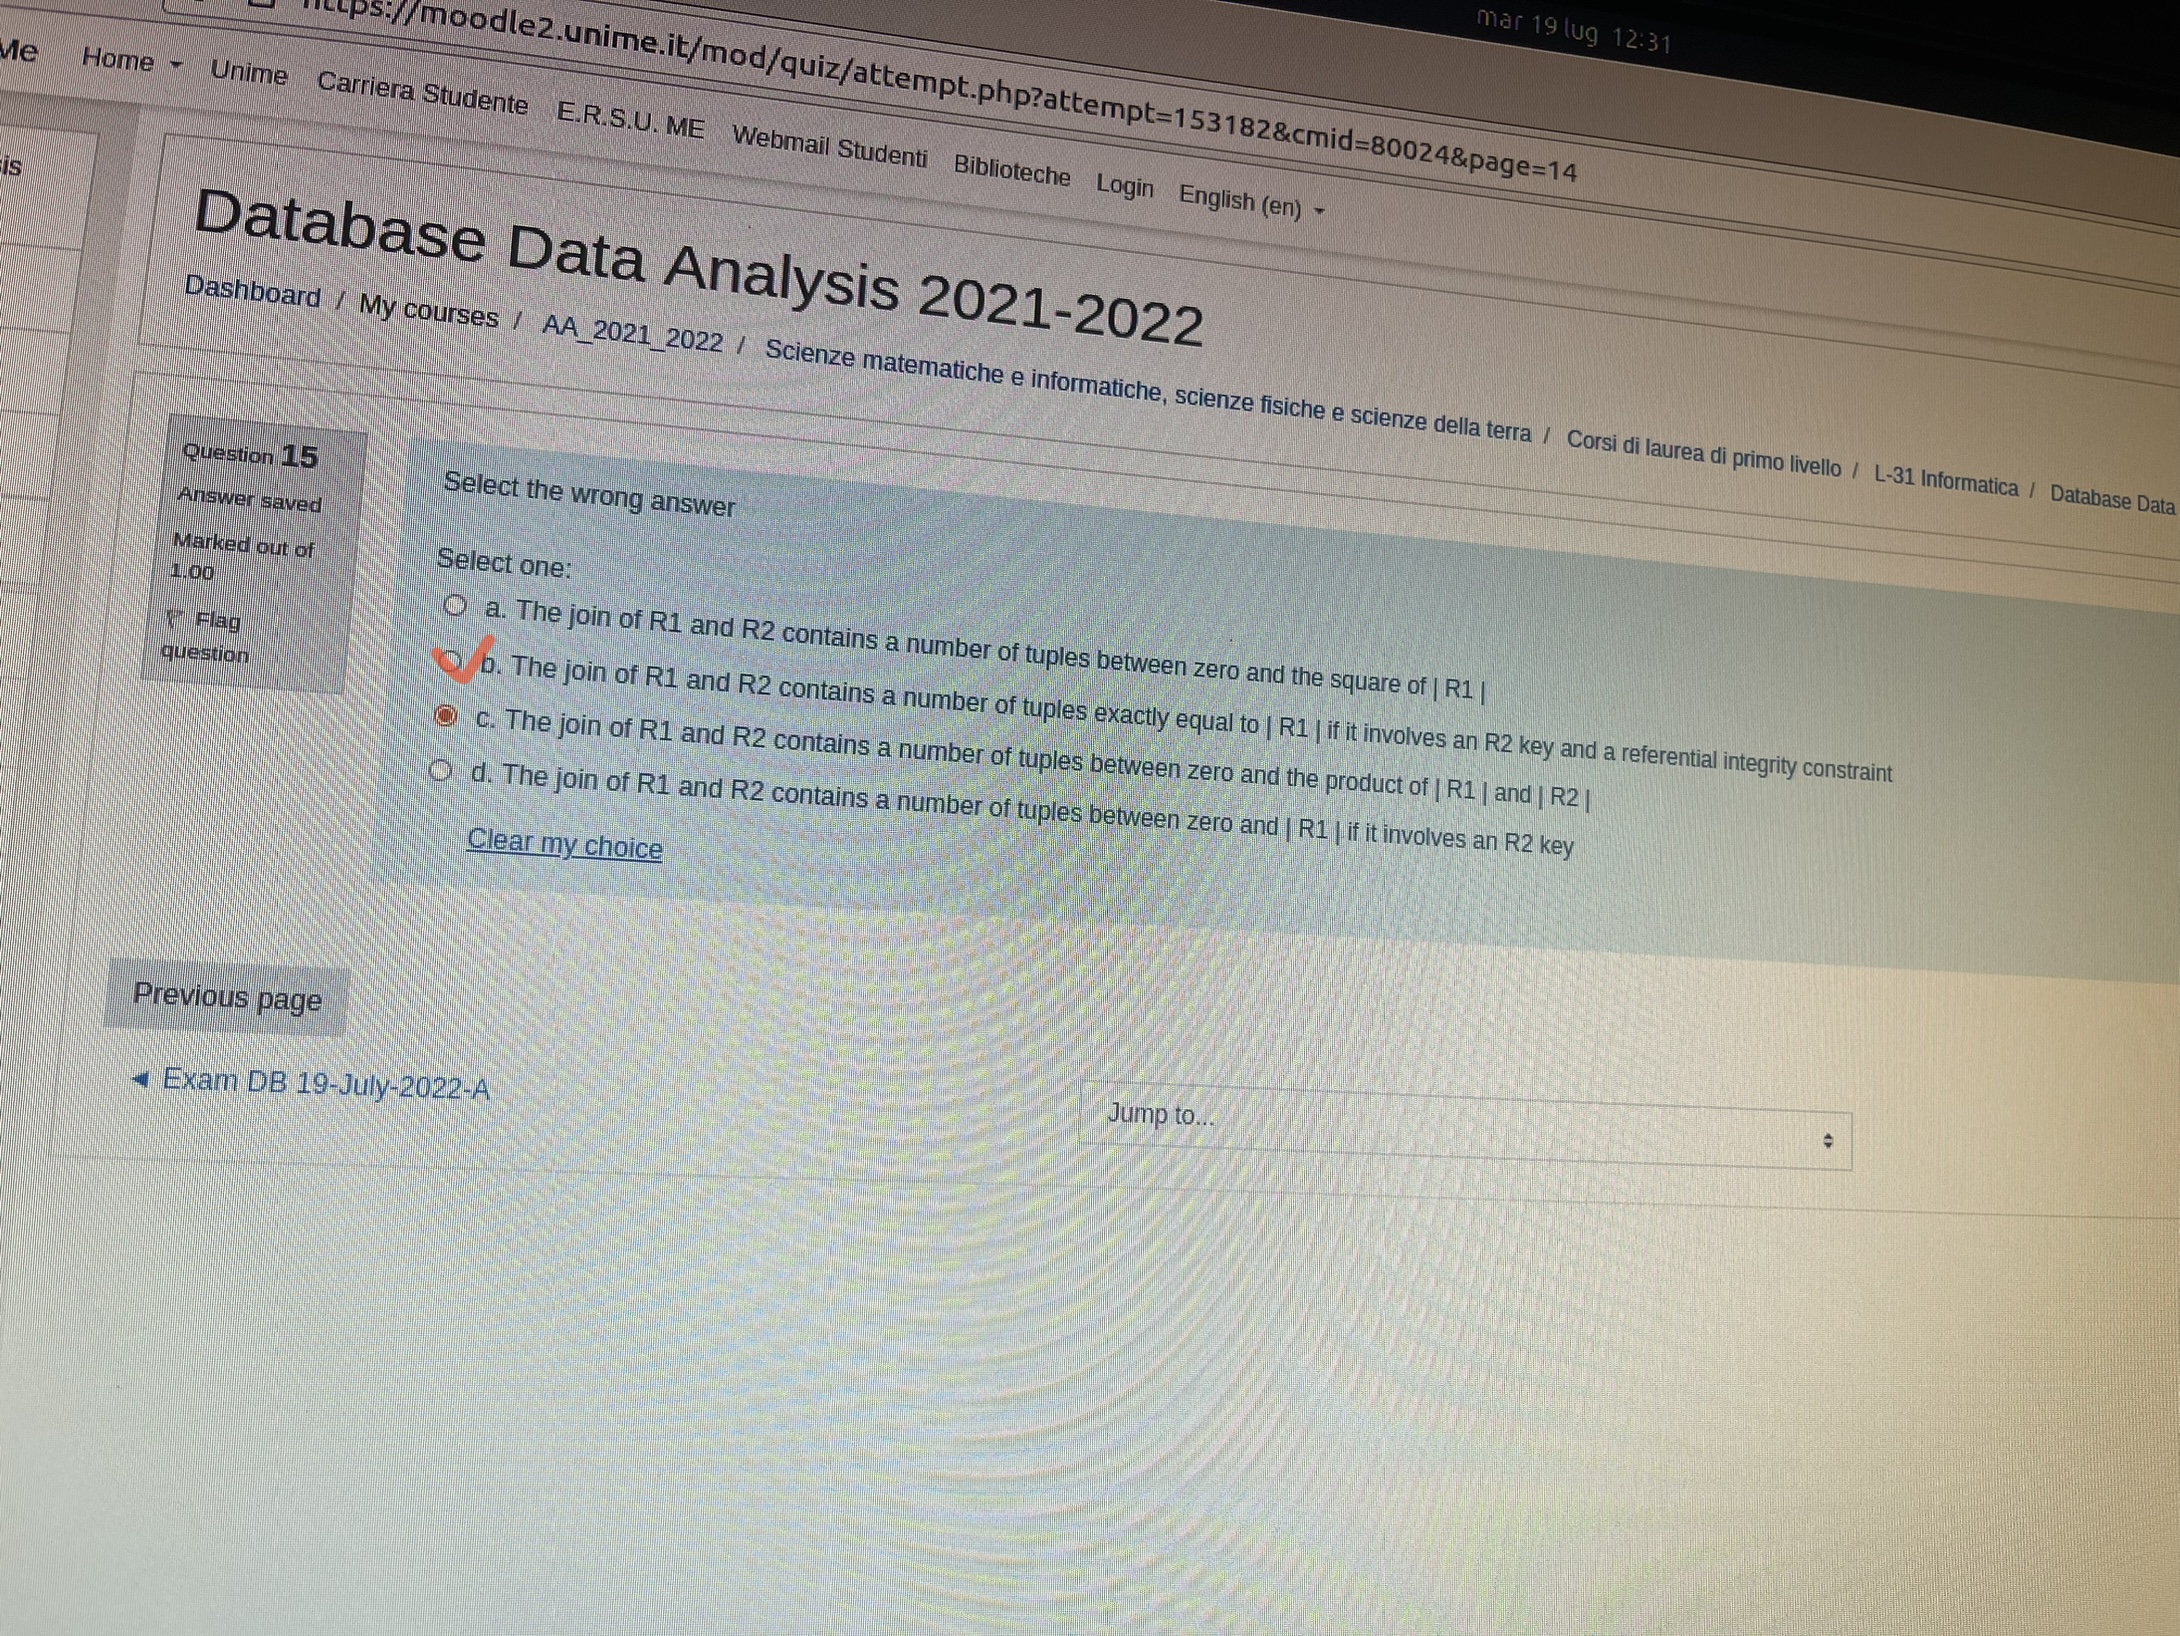 mar 19 lug 12:31
https://moodle2.unime.it/mod/quiz/attempt.php?attempt=153182&cmid=80024&page=14
Me Home Unime Carriera Studente E.R.S.U. ME Webmail Studenti Biblioteche Login English (en)
Database Data Analysis 2021-2022
Dashboard / My courses / AA_2021_2022 / Scienze matematiche e informatiche, scienze fisiche e scienze della terra / Corsi di laurea di primo livello / L-31 Informatica / Database Data
Question 15
Answer saved
Marked out of
1.00
Flag
question
Select the wrong answer
Select one:
a. The join of R1 and R2 contains a number of tuples between zero and the square of | R1 |
b. The join of R1 and R2 contains a number of tuples exactly equal to | R1 | if it involves an R2 key and a referential integrity constraint
c. The join of R1 and R2 contains a number of tuples between zero and the product of | R1 | and | R2 |
d. The join of R1 and R2 contains a number of tuples between zero and | R1 | if it involves an R2 key
Clear my choice
Previous page
◄ Exam DB 19-July-2022-A
Jump to...